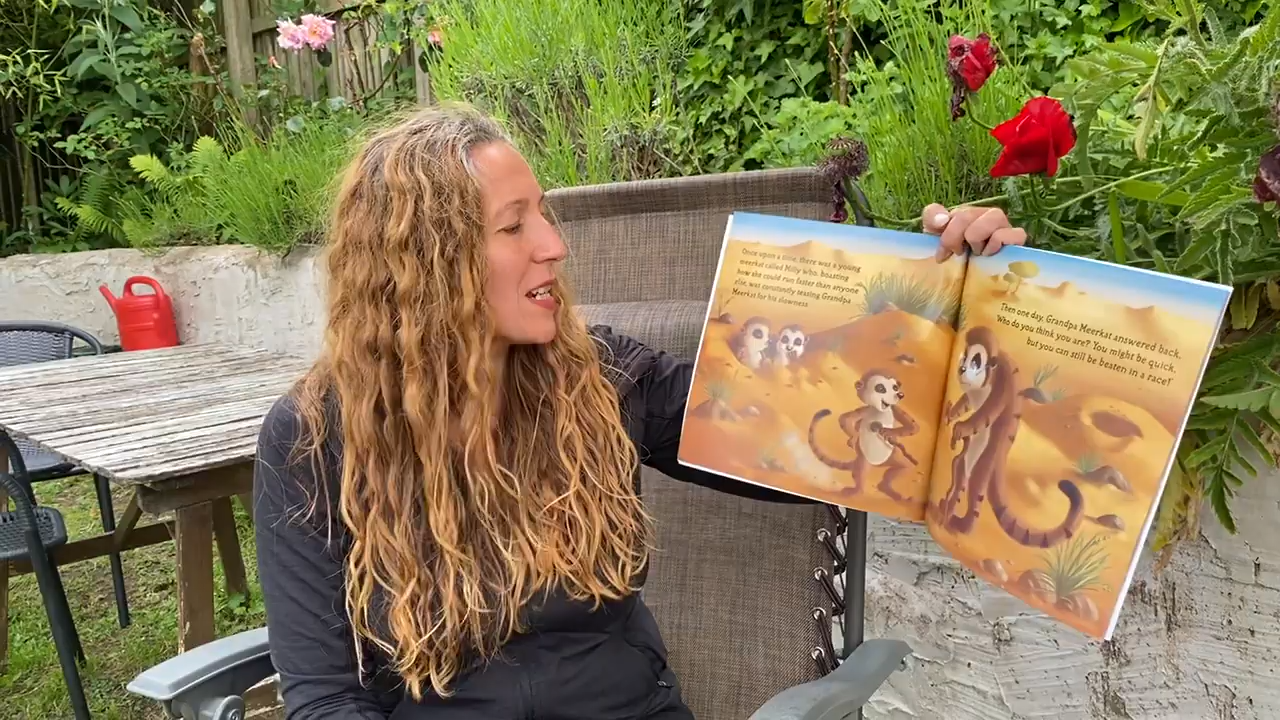 Once upon a time, there was a young
meerkat called Milly who, boasting
how she could run faster than anyone
else, was constantly teasing Grandpa
Meerkat for his slowness.
Then one day, Grandpa Meerkat answered back.
'Who do you think you are? You might be quick,
but you can still be beaten in a race!'